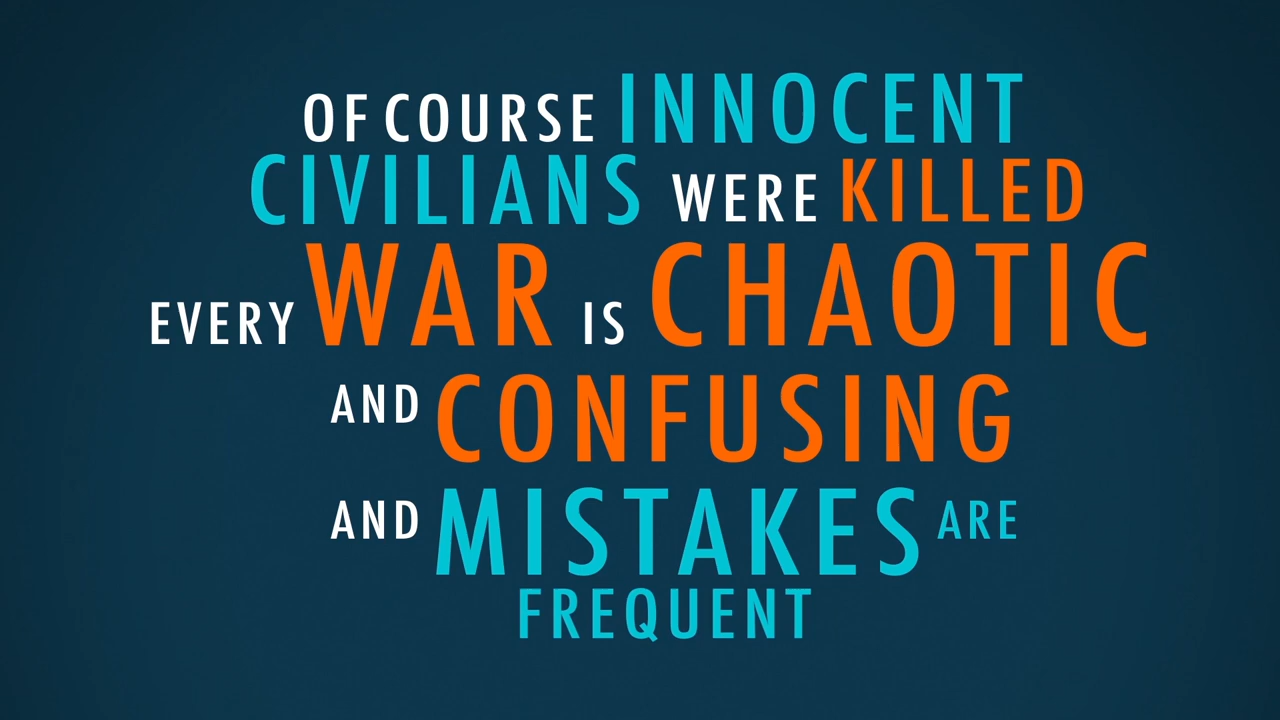 OF COURSE INNOCENT
CIVILIANS WERE KILLED
EVERY WAR IS CHAOTIC
AND CONFUSING
AND MISTAKES ARE
FREQUENT